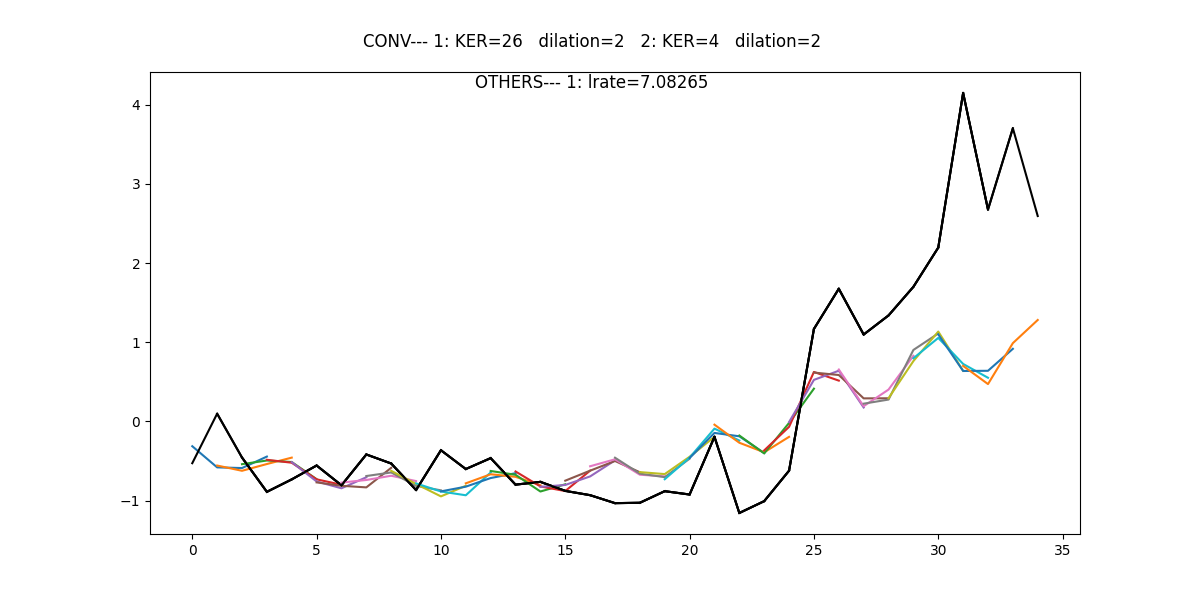 CONV--- 1: KER=26   dilation=2   2: KER=4   dilation=2
OTHERS--- 1: lrate=7.08265
4
3
2
1
0
−1
0 5 10 15 20 25 30 35